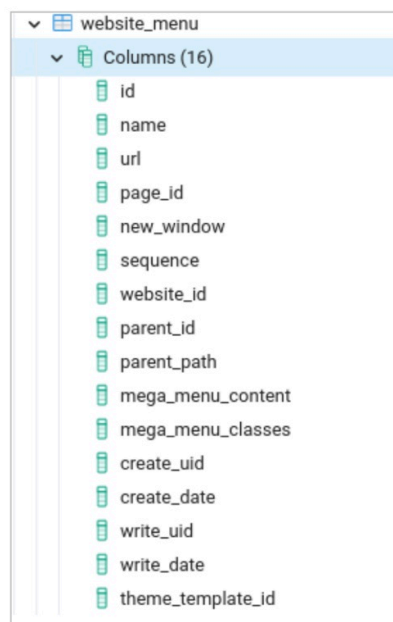 website_menu
Columns (16)
id
name
url
page_id
new_window
sequence
website_id
parent_id
parent_path
mega_menu_content
mega_menu_classes
create_uid
create_date
write_uid
write_date
theme_template_id